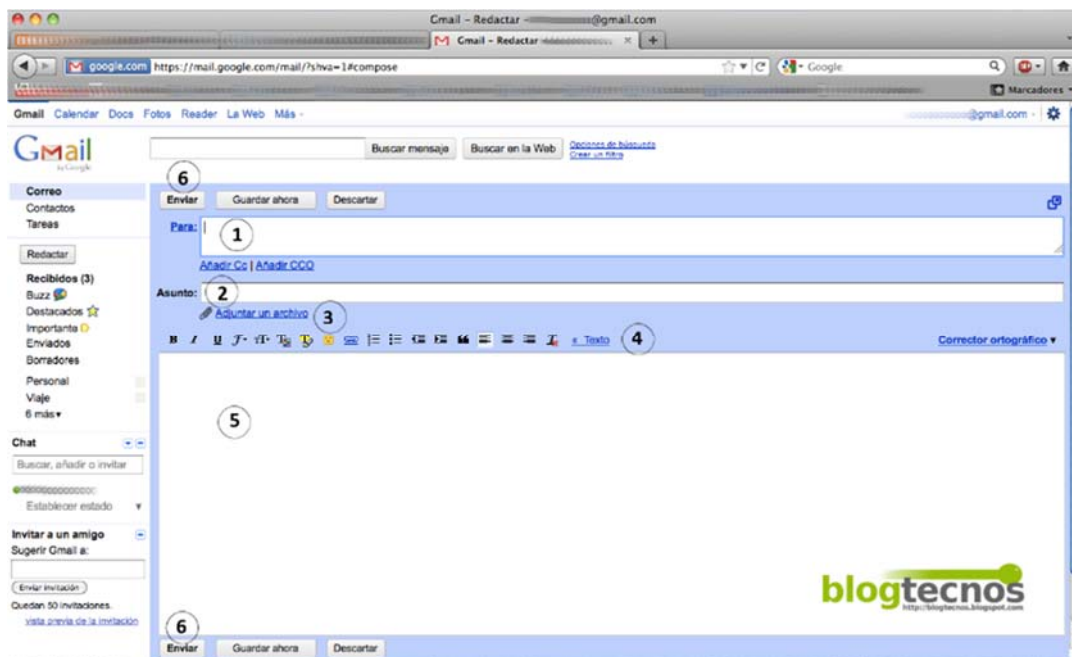 Gmail - Redactar - @gmail.com
Gmail - Redactar
google.com https://mail.google.com/mail/?shva=1#compose Google
Marcadores
Gmail Calendar Docs Fotos Reader La Web Más @gmail.com
Gmail
by Google
Buscar mensaje Buscar en la Web Opciones de búsqueda
Crear un filtro
6
Correo
Contactos
Tareas
Redactar
Recibidos (3)
Buzz
Destacados
Importante
Enviados
Borradores
Personal
Viaje
6 más
Chat
Buscar, añadir o invitar
Establecer estado
Invitar a un amigo
Sugerir Gmail a:
Enviar invitación
Quedan 50 invitaciones.
vista previa de la invitación
Enviar Guardar ahora Descartar
Para: 1
Añadir Cc | Añadir CCO
Asunto: 2
Adjuntar un archivo 3
B I U « Texto 4 Corrector ortográfico
5
blogtecnos
http://blogtecnos.blogspot.com
6
Enviar Guardar ahora Descartar